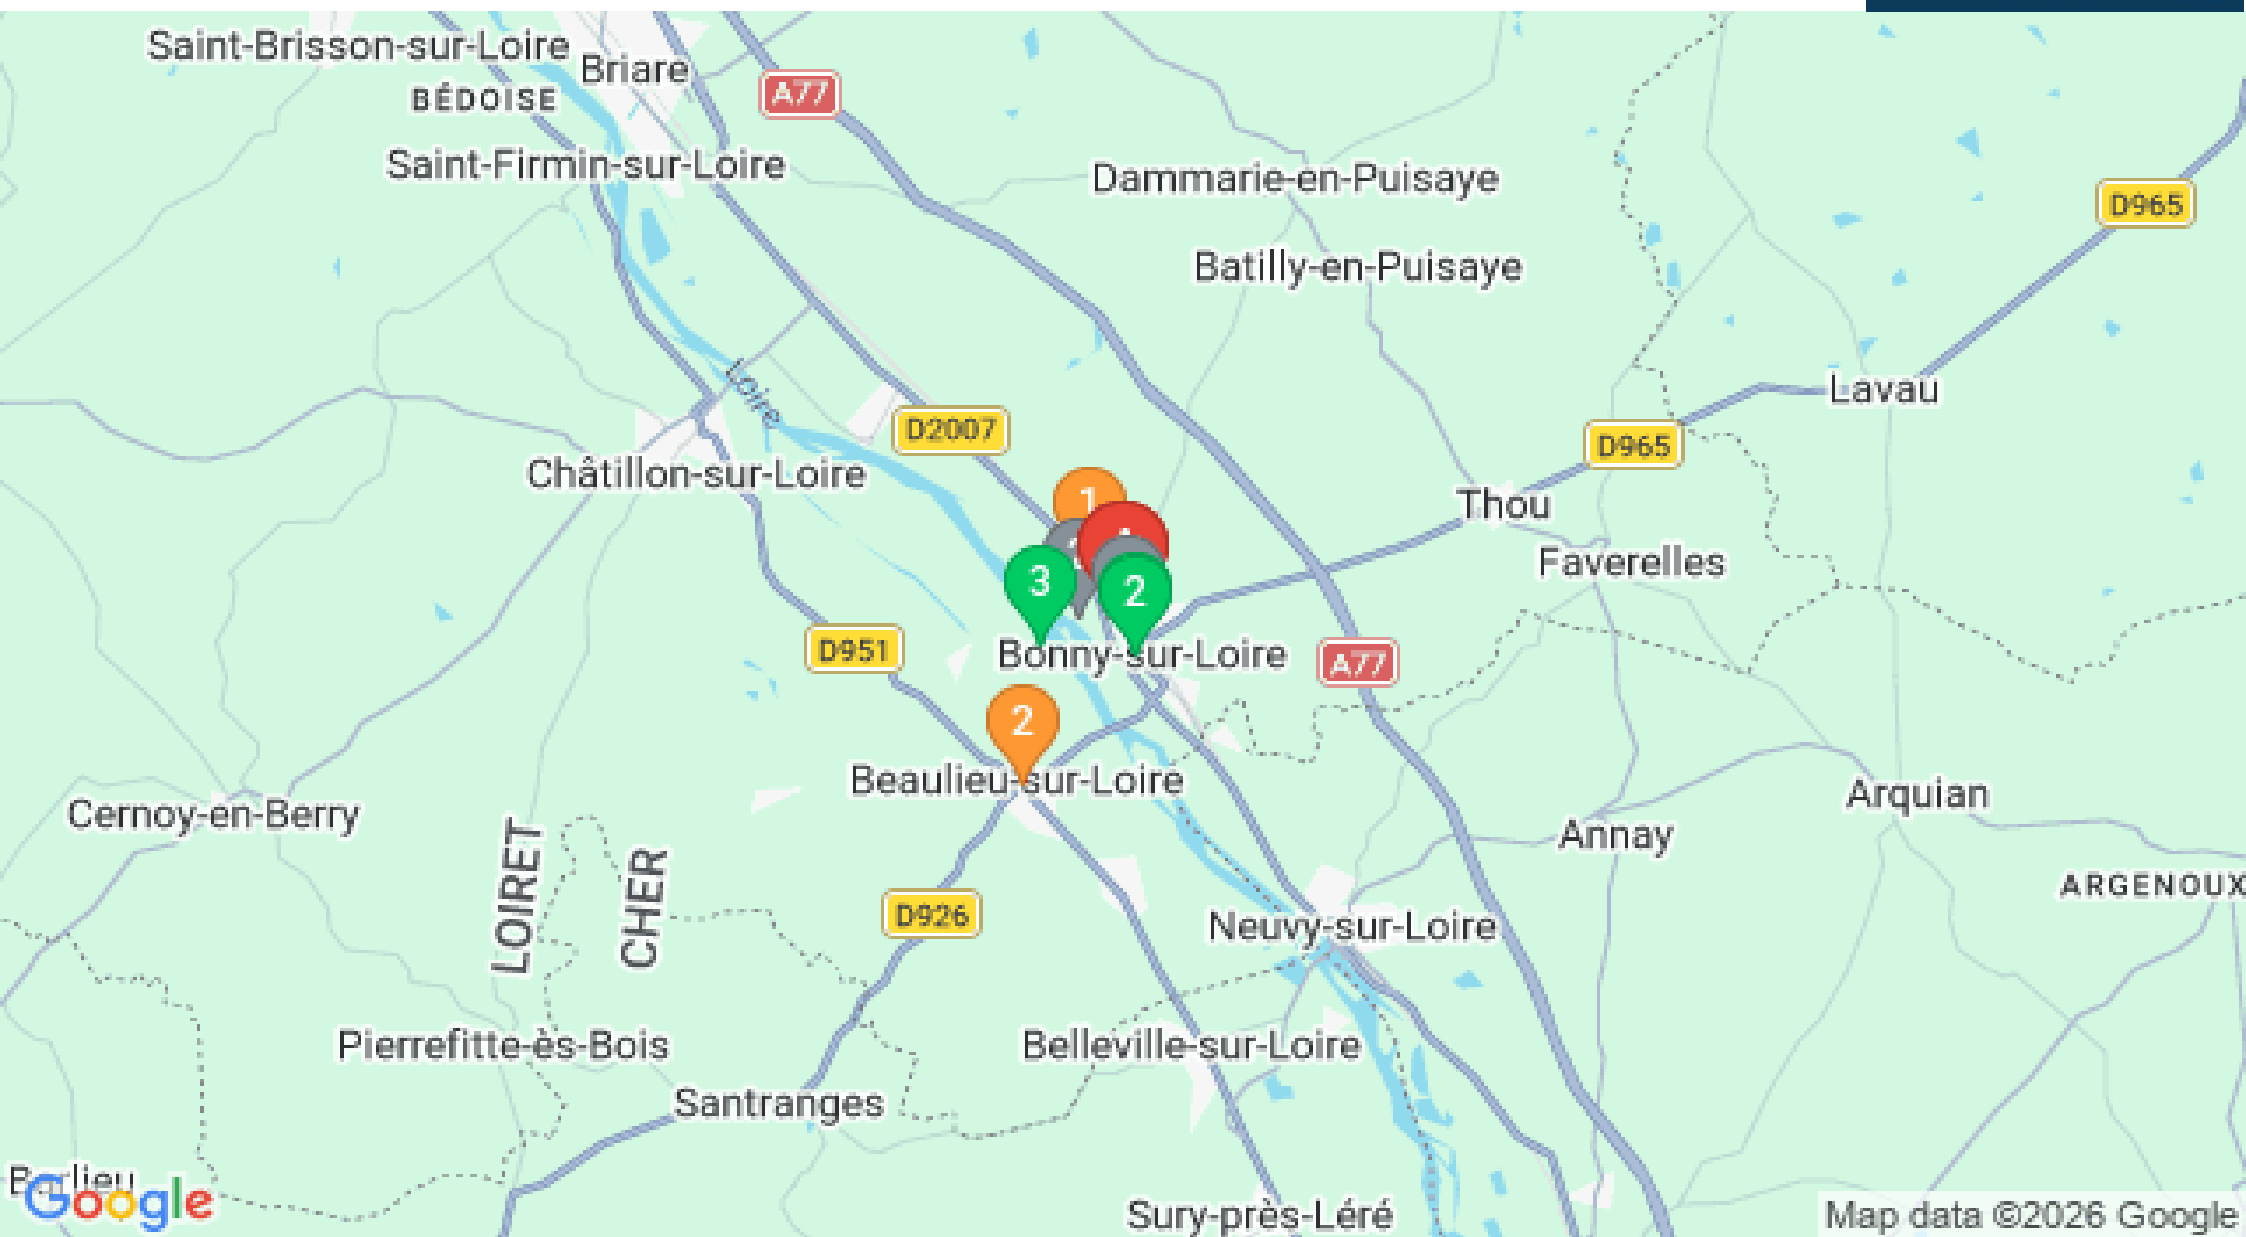 Saint-Brisson-sur-Loire
Briare
BÉDOISE
A77
Saint-Firmin-sur-Loire
Dammarie-en-Puisaye
D965
Batilly-en-Puisaye
Loire
Lavau
D2007
D965
Châtillon-sur-Loire
1
Thou
Faverelles
3
2
D951
Bonny-sur-Loire
A77
2
Beaulieu-sur-Loire
Cernoy-en-Berry
Arquian
Annay
LOIRET
CHER
ARGENOUX
D926
Neuvy-sur-Loire
Pierrefitte-ès-Bois
Belleville-sur-Loire
Santranges
Barlieu
Google
Sury-près-Léré
Map data ©2026 Google